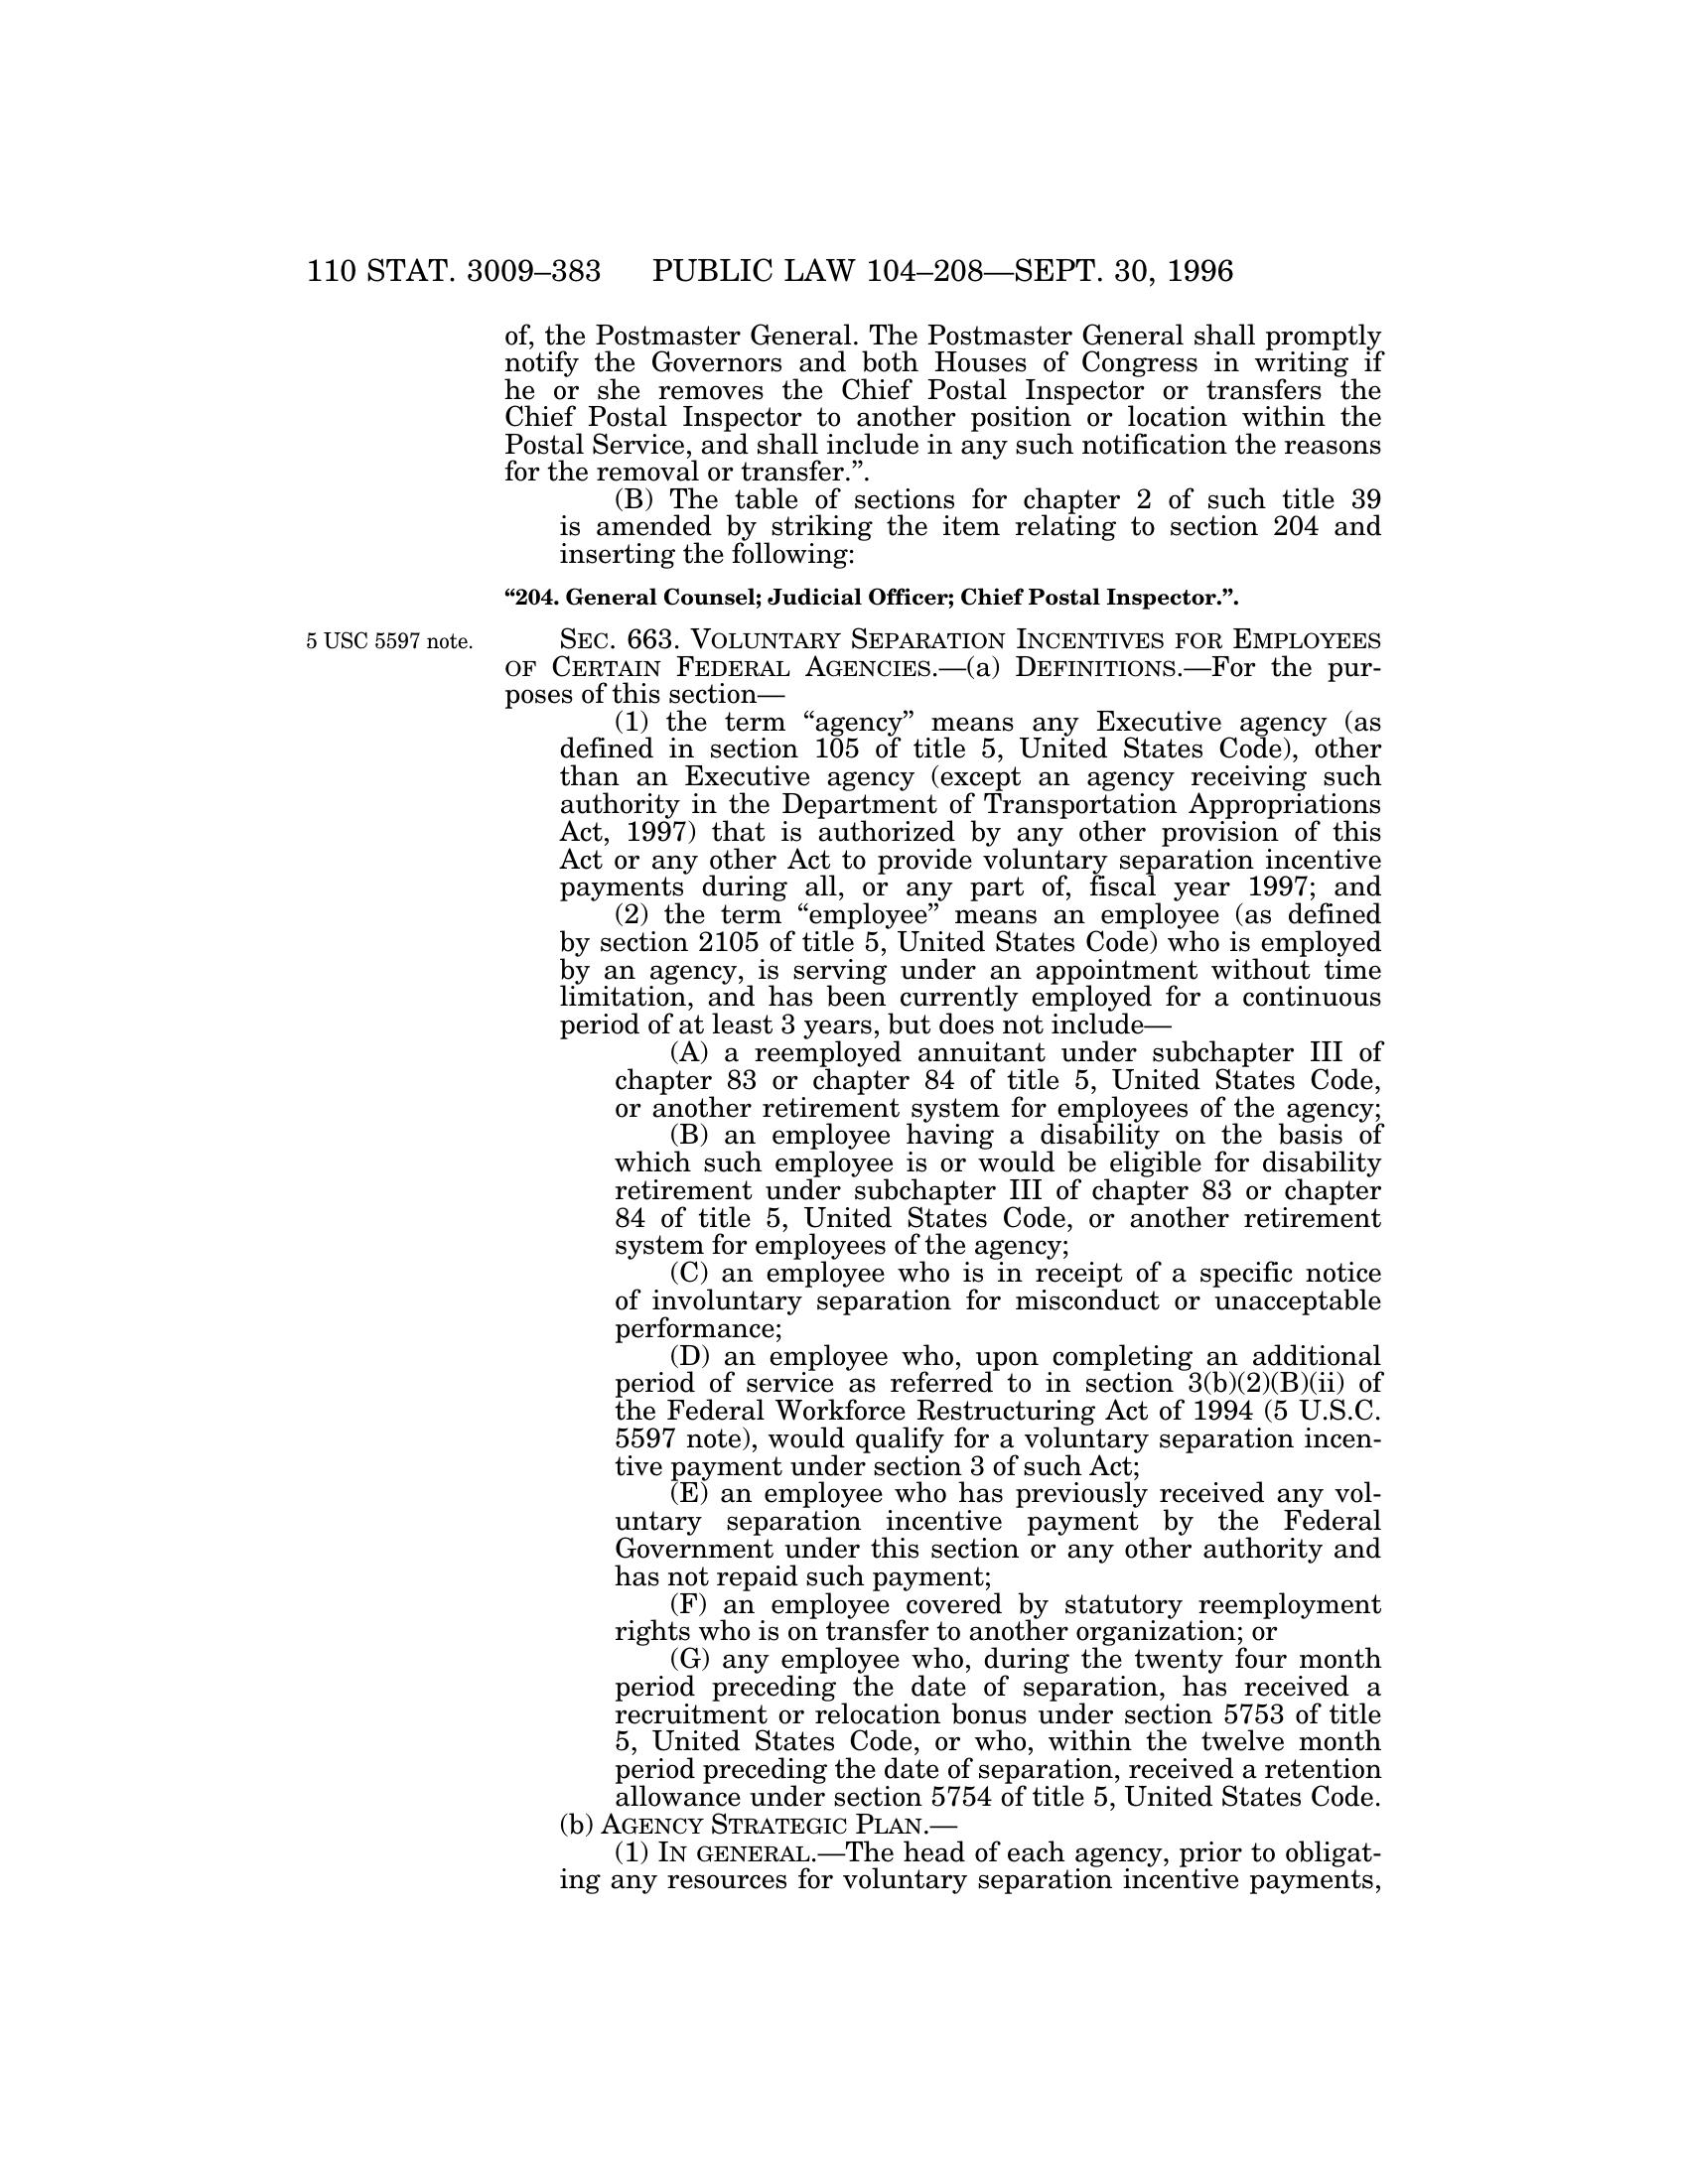 110 STAT. 3009–383 PUBLIC LAW 104–208—SEPT. 30, 1996
of, the Postmaster General. The Postmaster General shall promptly
notify the Governors and both Houses of Congress in writing if
he or she removes the Chief Postal Inspector or transfers the
Chief Postal Inspector to another position or location within the
Postal Service, and shall include in any such notification the reasons
for the removal or transfer.”.
(B) The table of sections for chapter 2 of such title 39
is amended by striking the item relating to section 204 and
inserting the following:
“204. General Counsel; Judicial Officer; Chief Postal Inspector.”.
5 USC 5597 note.
SEC. 663. VOLUNTARY SEPARATION INCENTIVES FOR EMPLOYEES
OF CERTAIN FEDERAL AGENCIES.—(a) DEFINITIONS.—For the pur-
poses of this section—
(1) the term “agency” means any Executive agency (as
defined in section 105 of title 5, United States Code), other
than an Executive agency (except an agency receiving such
authority in the Department of Transportation Appropriations
Act, 1997) that is authorized by any other provision of this
Act or any other Act to provide voluntary separation incentive
payments during all, or any part of, fiscal year 1997; and
(2) the term “employee” means an employee (as defined
by section 2105 of title 5, United States Code) who is employed
by an agency, is serving under an appointment without time
limitation, and has been currently employed for a continuous
period of at least 3 years, but does not include—
(A) a reemployed annuitant under subchapter III of
chapter 83 or chapter 84 of title 5, United States Code,
or another retirement system for employees of the agency;
(B) an employee having a disability on the basis of
which such employee is or would be eligible for disability
retirement under subchapter III of chapter 83 or chapter
84 of title 5, United States Code, or another retirement
system for employees of the agency;
(C) an employee who is in receipt of a specific notice
of involuntary separation for misconduct or unacceptable
performance;
(D) an employee who, upon completing an additional
period of service as referred to in section 3(b)(2)(B)(ii) of
the Federal Workforce Restructuring Act of 1994 (5 U.S.C.
5597 note), would qualify for a voluntary separation incen-
tive payment under section 3 of such Act;
(E) an employee who has previously received any vol-
untary separation incentive payment by the Federal
Government under this section or any other authority and
has not repaid such payment;
(F) an employee covered by statutory reemployment
rights who is on transfer to another organization; or
(G) any employee who, during the twenty four month
period preceding the date of separation, has received a
recruitment or relocation bonus under section 5753 of title
5, United States Code, or who, within the twelve month
period preceding the date of separation, received a retention
allowance under section 5754 of title 5, United States Code.
(b) AGENCY STRATEGIC PLAN.—
(1) IN GENERAL.—The head of each agency, prior to obligat-
ing any resources for voluntary separation incentive payments,